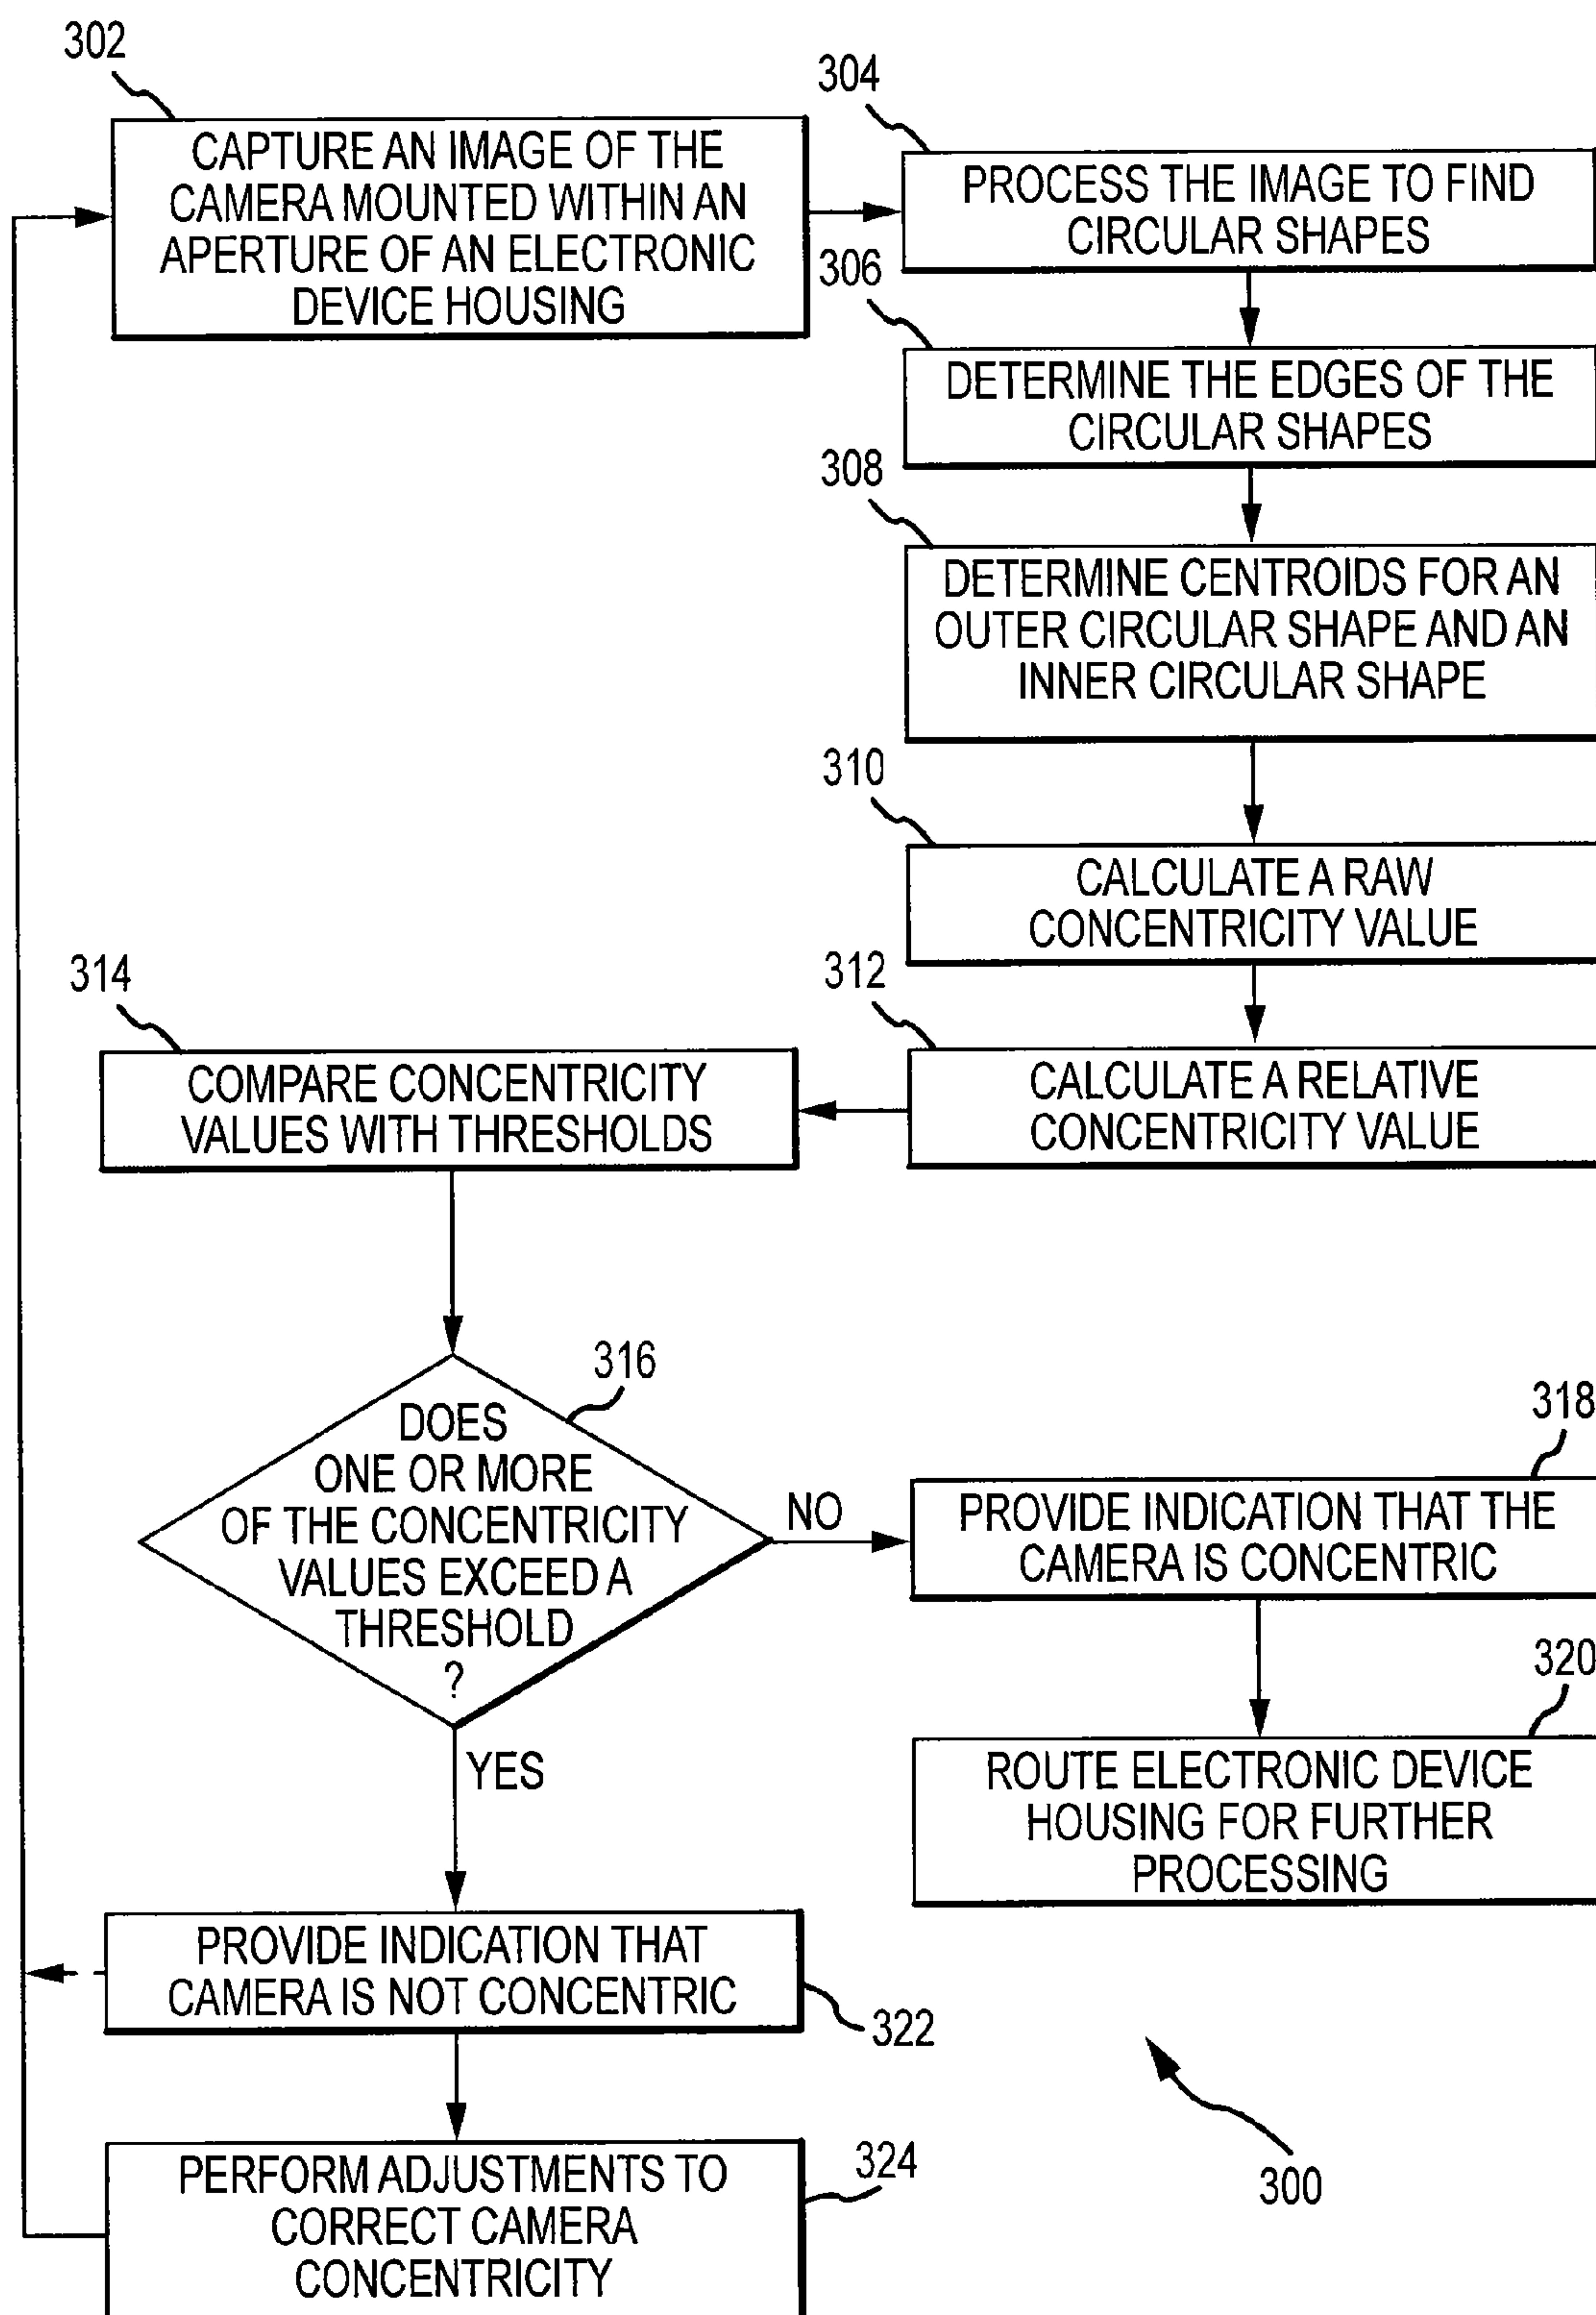 302
CAPTURE AN IMAGE OF THE
CAMERA MOUNTED WITHIN AN
APERTURE OF AN ELECTRONIC
DEVICE HOUSING
304
PROCESS THE IMAGE TO FIND
CIRCULAR SHAPES
306
DETERMINE THE EDGES OF THE
CIRCULAR SHAPES
308
DETERMINE CENTROIDS FOR AN
OUTER CIRCULAR SHAPE AND AN
INNER CIRCULAR SHAPE
310
CALCULATE A RAW
CONCENTRICITY VALUE
312
CALCULATE A RELATIVE
CONCENTRICITY VALUE
314
COMPARE CONCENTRICITY
VALUES WITH THRESHOLDS
316
DOES
ONE OR MORE
OF THE CONCENTRICITY
VALUES EXCEED A
THRESHOLD
?
NO
318
PROVIDE INDICATION THAT THE
CAMERA IS CONCENTRIC
320
ROUTE ELECTRONIC DEVICE
HOUSING FOR FURTHER
PROCESSING
YES
PROVIDE INDICATION THAT
CAMERA IS NOT CONCENTRIC
322
PERFORM ADJUSTMENTS TO
CORRECT CAMERA
CONCENTRICITY
324
300